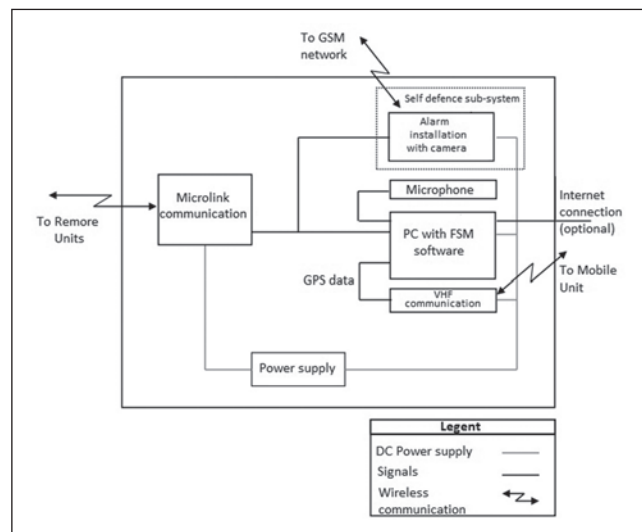 To GSM
network
Self defence sub-system
Alarm
installation
with camera
Microlink
communication
To Remore
Units
Microphone
PC with FSM
software
Internet
connection
(optional)
GPS data
VHF
communication
To Mobile
Unit
Power supply
Legent
DC Power supply
Signals
Wireless
communication